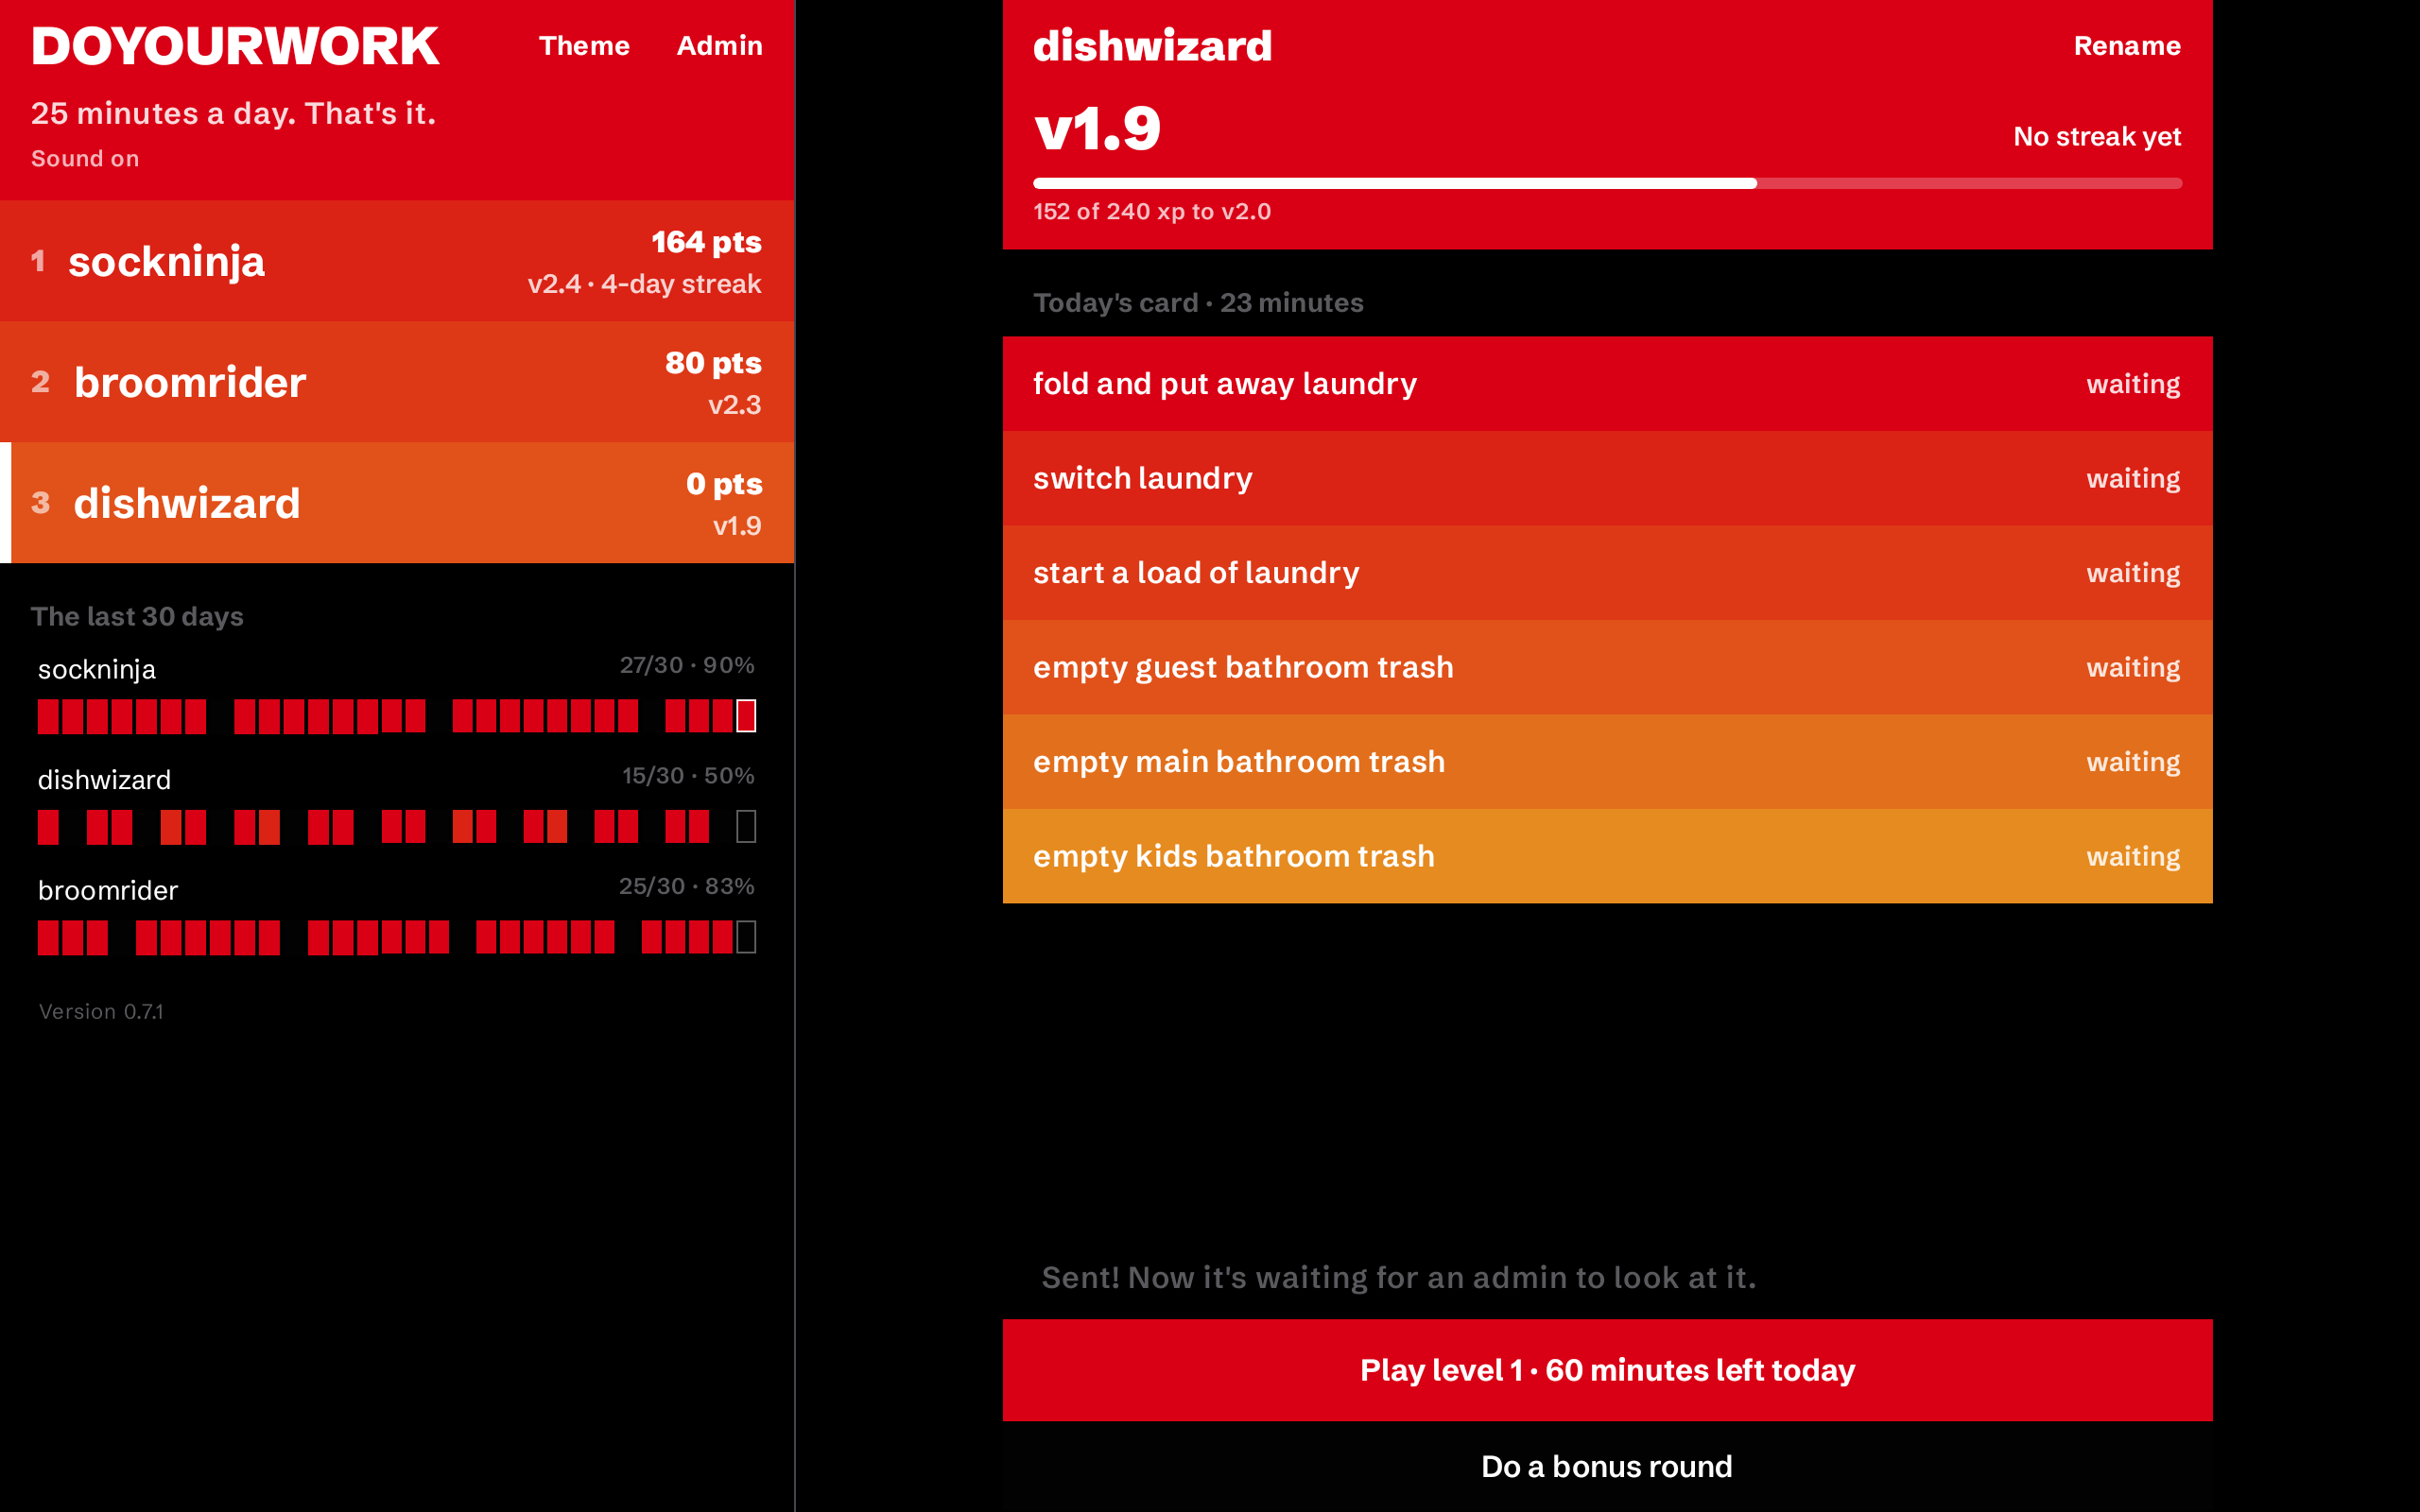 DOYOURWORK
Theme
Admin
25 minutes a day. That's it.
Sound on
1 sockninja
164 pts
v2.4 · 4-day streak
2 broomrider
80 pts
v2.3
3 dishwizard
0 pts
v1.9
The last 30 days
sockninja
27/30 · 90%
dishwizard
15/30 · 50%
broomrider
25/30 · 83%
Version 0.7.1
dishwizard
Rename
v1.9
No streak yet
152 of 240 xp to v2.0
Today's card · 23 minutes
fold and put away laundry
waiting
switch laundry
waiting
start a load of laundry
waiting
empty guest bathroom trash
waiting
empty main bathroom trash
waiting
empty kids bathroom trash
waiting
Sent! Now it's waiting for an admin to look at it.
Play level 1 · 60 minutes left today
Do a bonus round